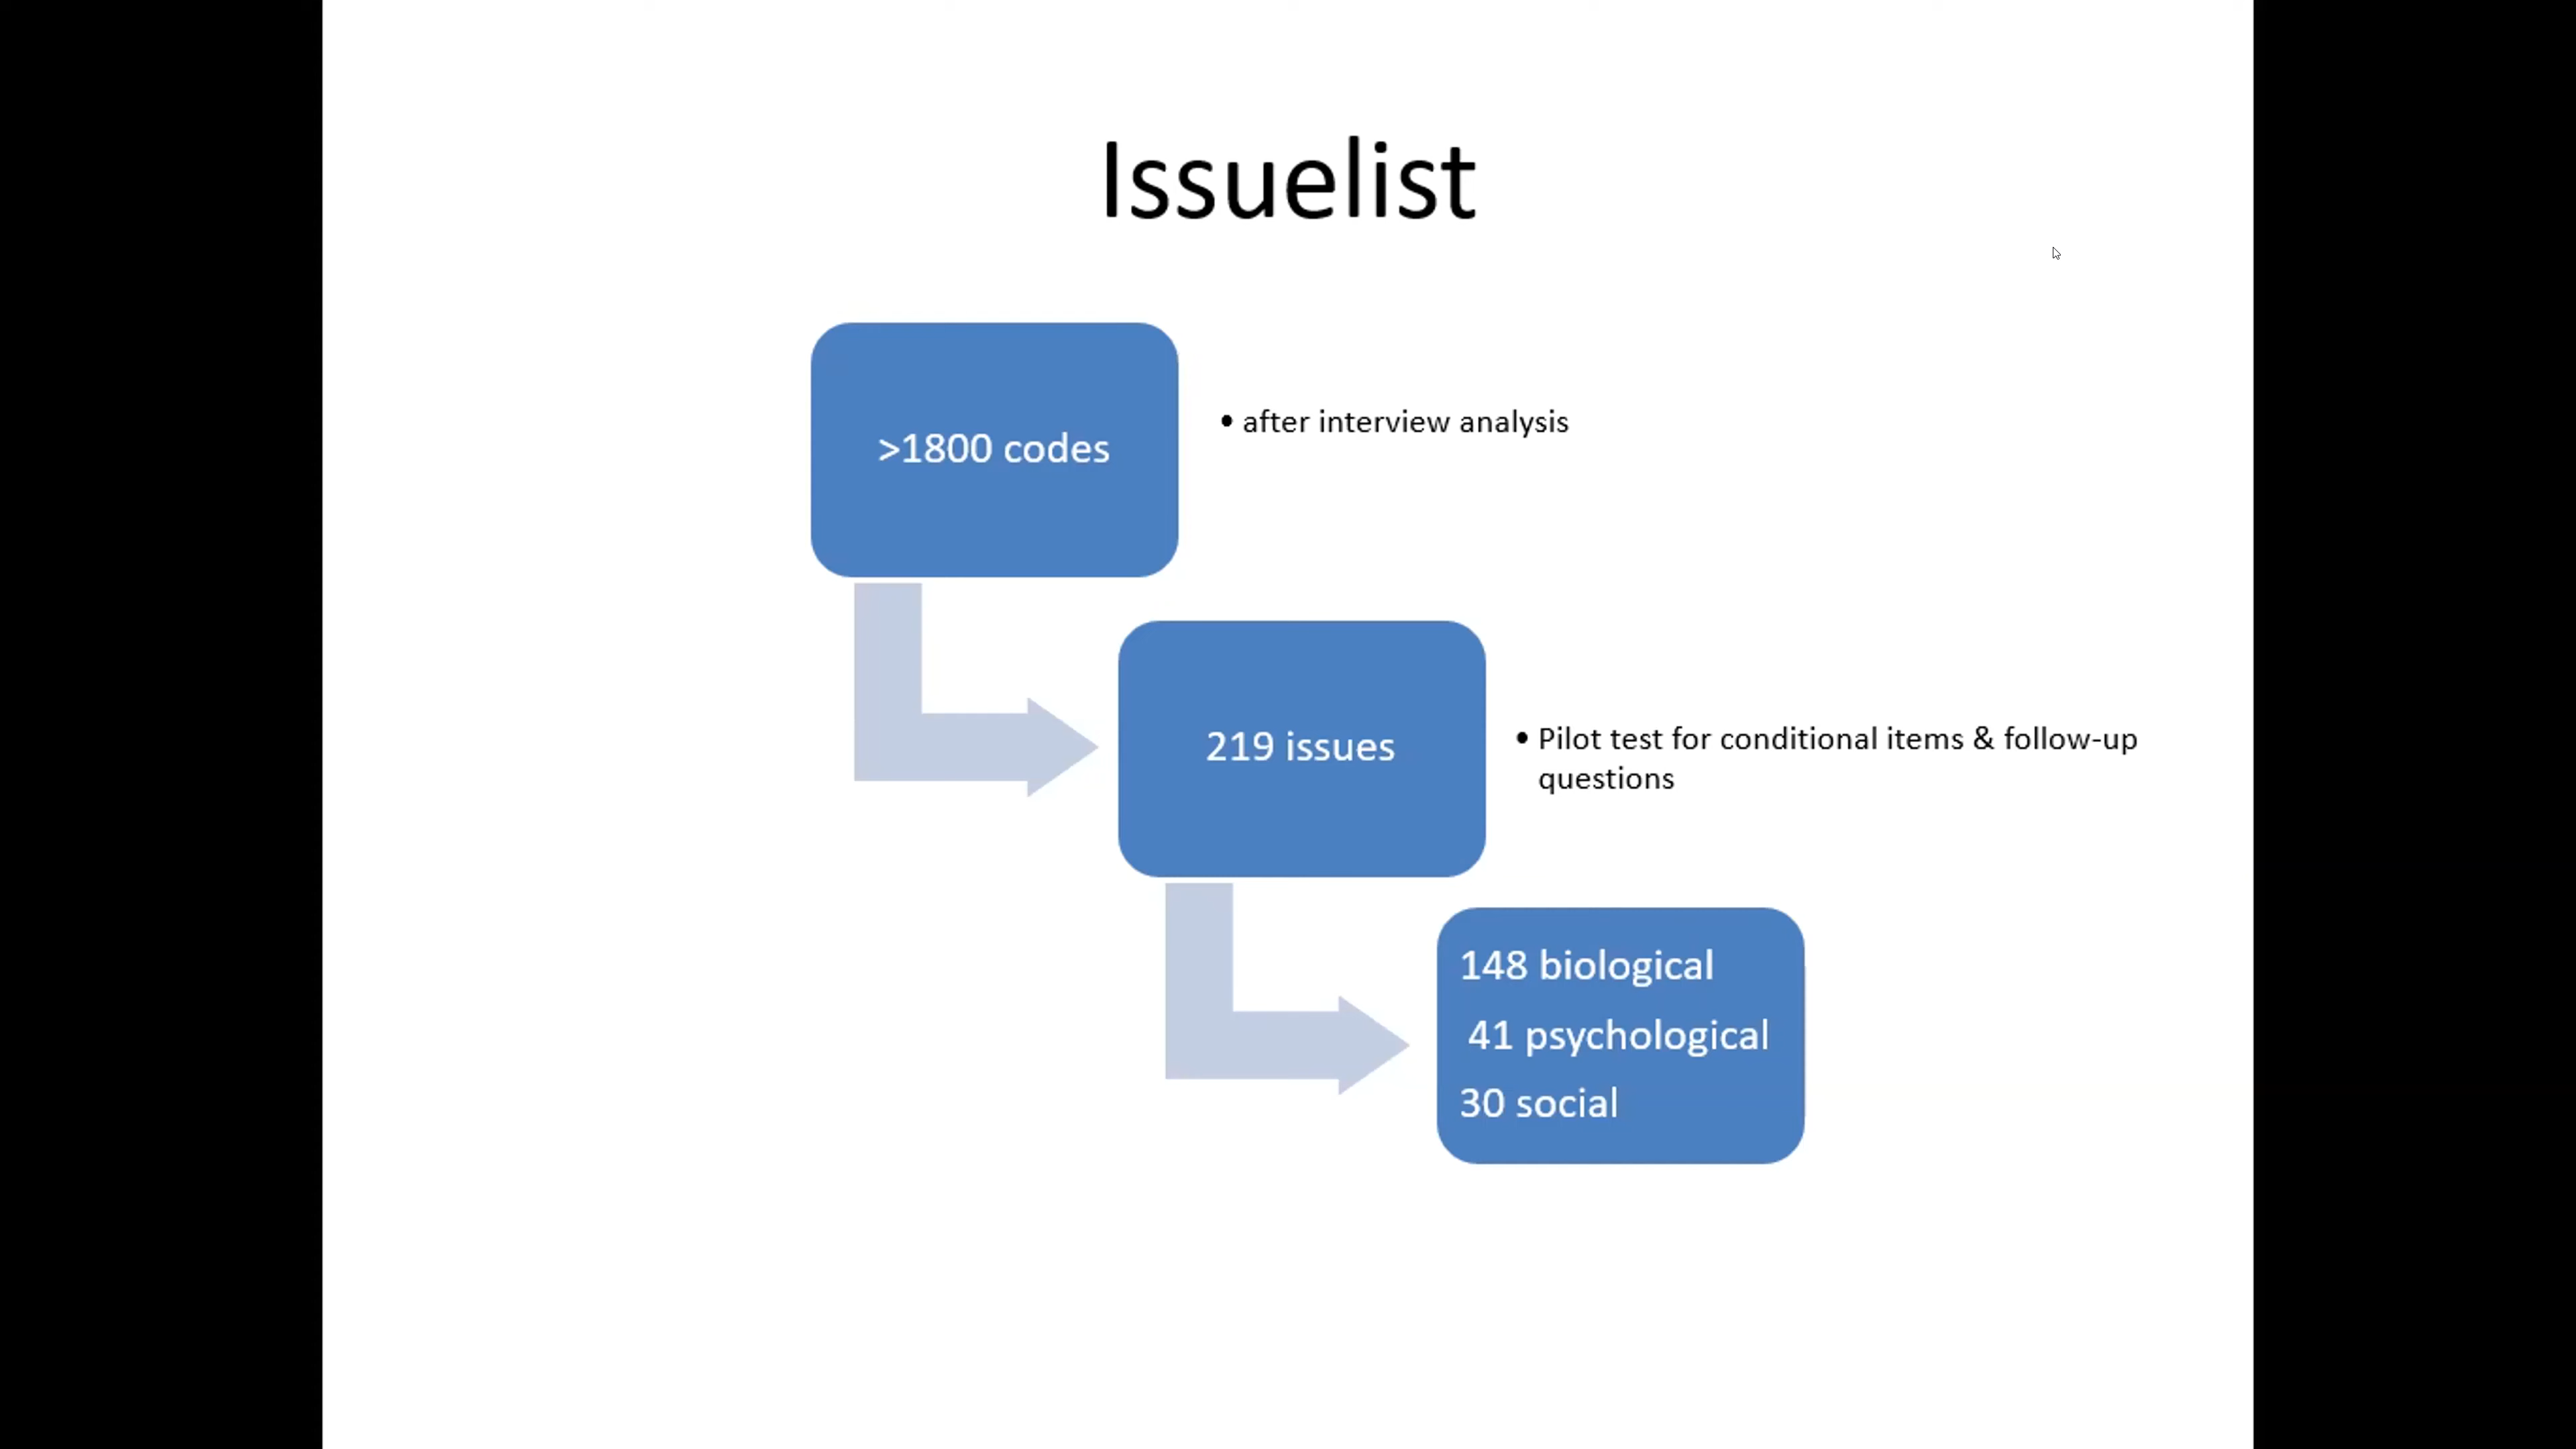 Issuelist
>1800 codes
• after interview analysis
219 issues
• Pilot test for conditional items & follow-up
questions
148 biological
41 psychological
30 social